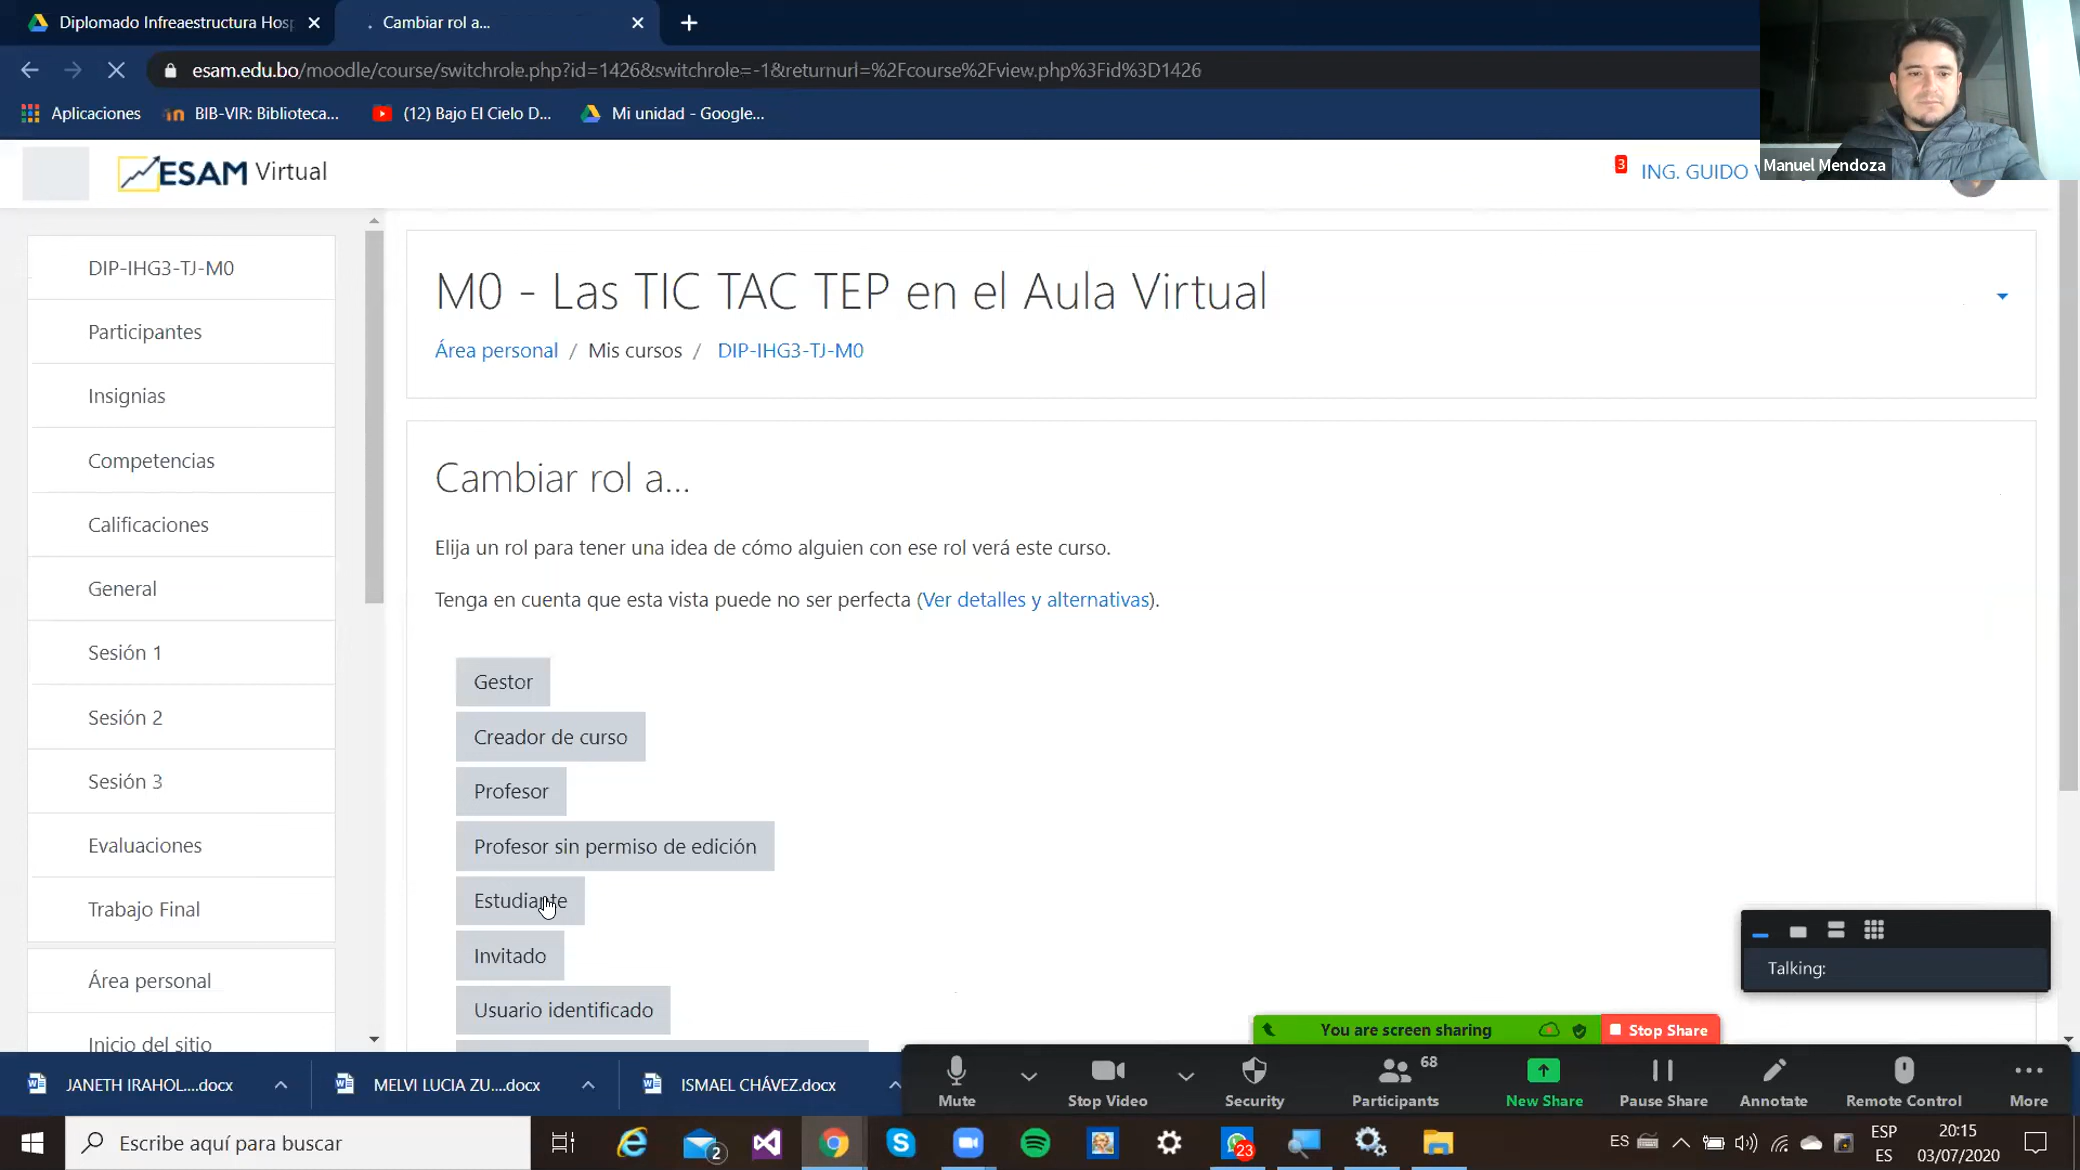 Diplomado Infreaestructura Hosp
Cambiar rol a...
esam.edu.bo/moodle/course/switchrole.php?id=1426&switchrole=-1&returnurl=%2Fcourse%2Fview.php%3Fid%3D1426
Aplicaciones
BIB-VIR: Biblioteca...
(12) Bajo El Cielo D...
Mi unidad - Google...
Manuel Mendoza
ESAM Virtual
3
ING. GUIDO
DIP-IHG3-TJ-M0
Participantes
Insignias
Competencias
Calificaciones
General
Sesión 1
Sesión 2
Sesión 3
Evaluaciones
Trabajo Final
Área personal
Inicio del sitio
M0 - Las TIC TAC TEP en el Aula Virtual
Área personal / Mis cursos / DIP-IHG3-TJ-M0
Cambiar rol a...
Elija un rol para tener una idea de cómo alguien con ese rol verá este curso.
Tenga en cuenta que esta vista puede no ser perfecta (Ver detalles y alternativas).
Gestor
Creador de curso
Profesor
Profesor sin permiso de edición
Estudiante
Invitado
Usuario identificado
Talking:
You are screen sharing
Stop Share
JANETH IRAHOL....docx
MELVI LUCIA ZU....docx
ISMAEL CHÁVEZ.docx
Mute
Stop Video
Security
Participants
68
New Share
Pause Share
Annotate
Remote Control
More
Escribe aquí para buscar
2
23
ES
ESP
ES
20:15
03/07/2020